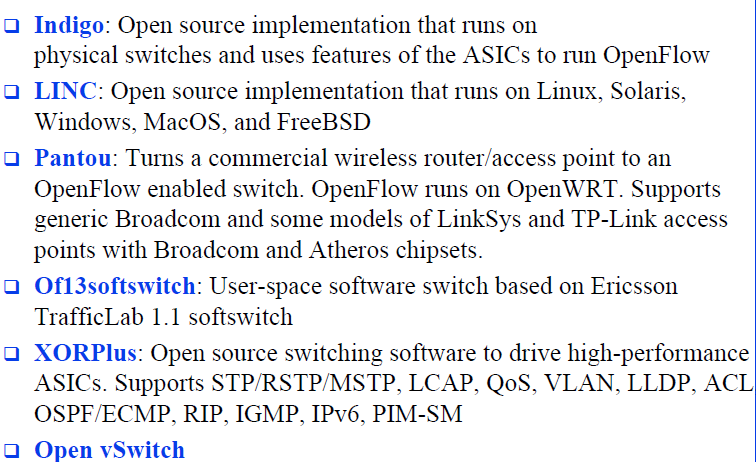 ❑ Indigo: Open source implementation that runs on
physical switches and uses features of the ASICs to run OpenFlow
❑ LINC: Open source implementation that runs on Linux, Solaris,
Windows, MacOS, and FreeBSD
❑ Pantou: Turns a commercial wireless router/access point to an
OpenFlow enabled switch. OpenFlow runs on OpenWRT. Supports
generic Broadcom and some models of LinkSys and TP-Link access
points with Broadcom and Atheros chipsets.
❑ Of13softswitch: User-space software switch based on Ericsson
TrafficLab 1.1 softswitch
❑ XORPlus: Open source switching software to drive high-performance
ASICs. Supports STP/RSTP/MSTP, LCAP, QoS, VLAN, LLDP, ACL
OSPF/ECMP, RIP, IGMP, IPv6, PIM-SM
❑ Open vSwitch